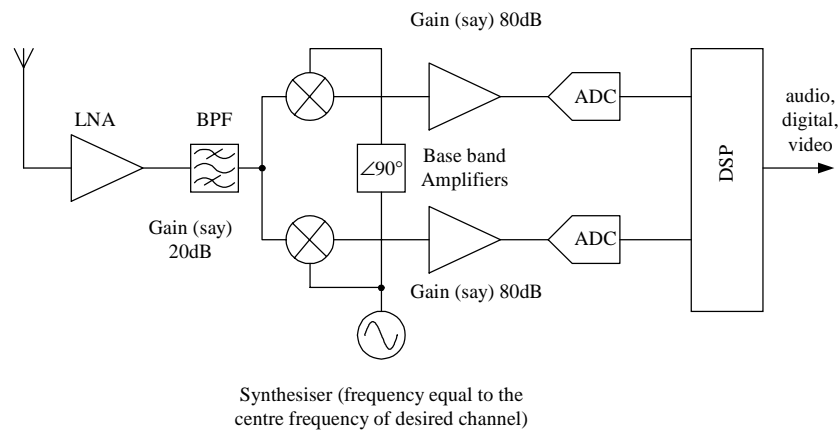 Gain (say) 80dB
LNA
BPF
ADC
audio,
digital,
video
∠90°
Base band
Amplifiers
DSP
Gain (say)
20dB
ADC
Gain (say) 80dB
Synthesiser (frequency equal to the
centre frequency of desired channel)